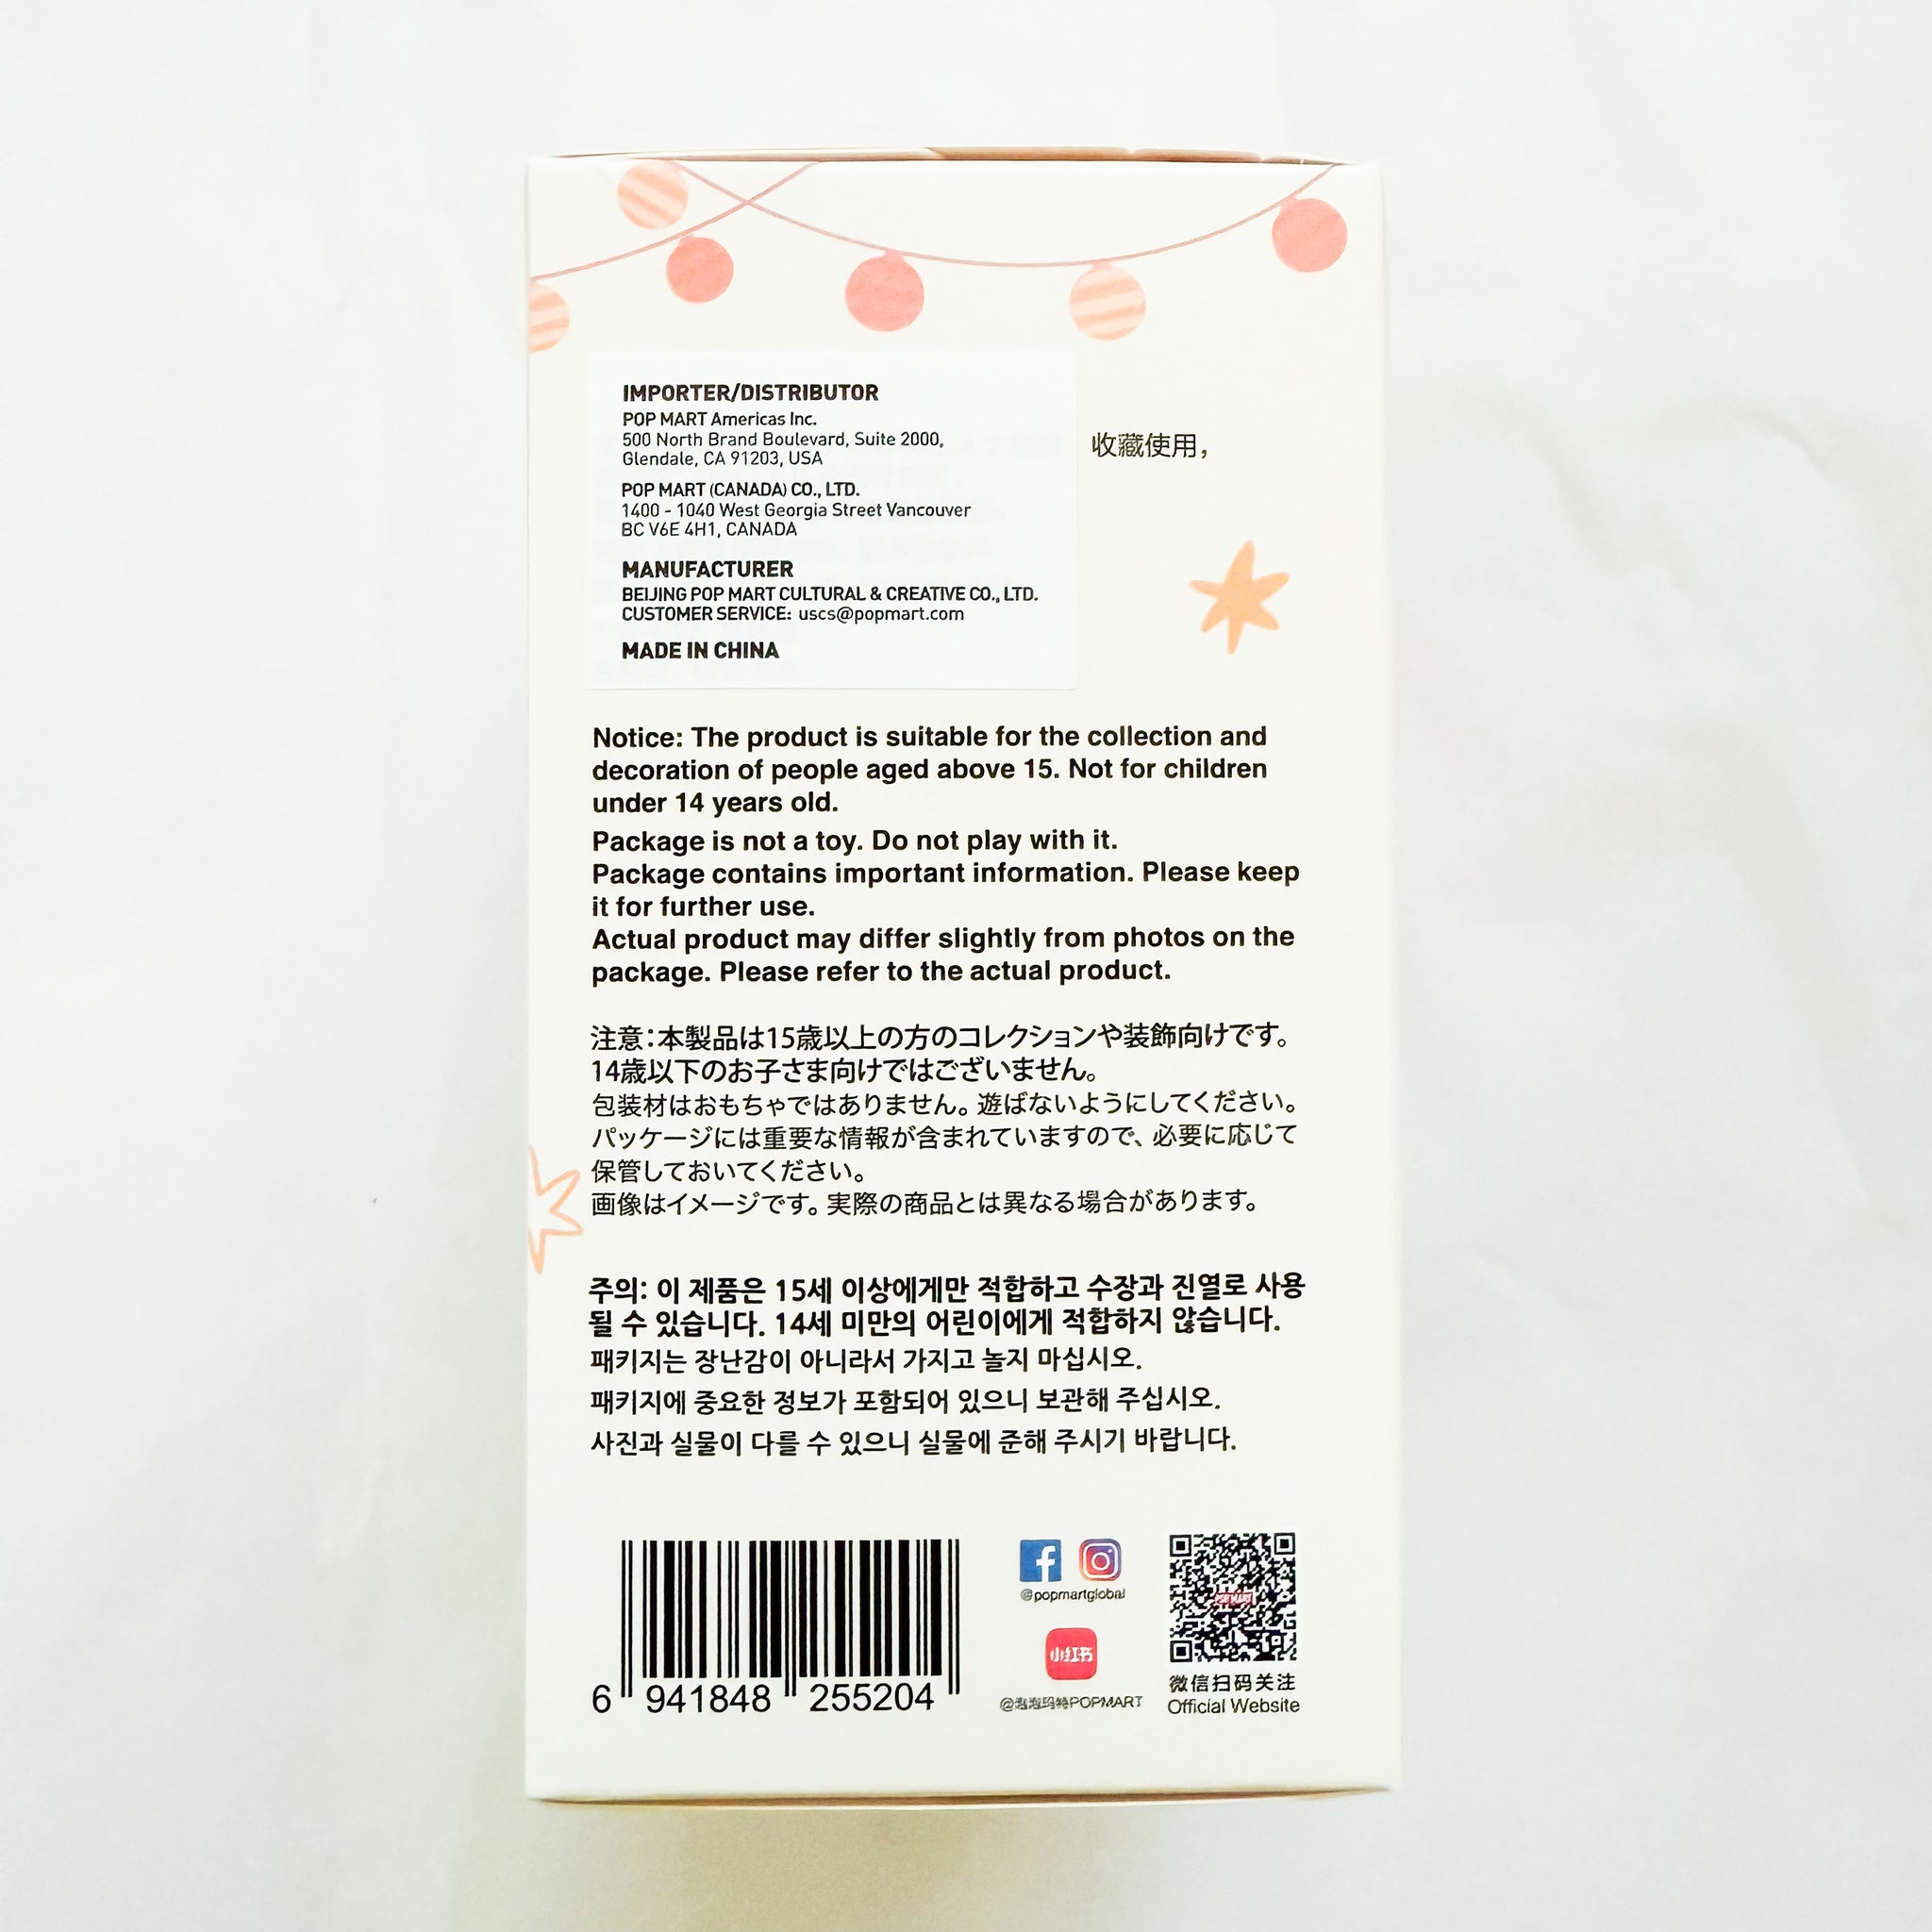 IMPORTER/DISTRIBUTOR
POP MART Americas Inc.
500 North Brand Boulevard, Suite 2000,
Glendale, CA 91203, USA
POP MART (CANADA) CO., LTD.
1400 - 1040 West Georgia Street Vancouver
BC V6E 4H1, CANADA
MANUFACTURER
BEIJING POP MART CULTURAL & CREATIVE CO., LTD.
CUSTOMER SERVICE: uscs@popmart.com
MADE IN CHINA
收藏使用,
Notice: The product is suitable for the collection and
decoration of people aged above 15. Not for children
under 14 years old.
Package is not a toy. Do not play with it.
Package contains important information. Please keep
it for further use.
Actual product may differ slightly from photos on the
package. Please refer to the actual product.
注意：本製品は15歳以上の方のコレクションや装飾向けです。
14歳以下のお子さま向けではございません。
包装材はおもちゃではありません。遊ばないようにしてください。
パッケージには重要な情報が含まれていますので、必要に応じて
保管しておいてください。
画像はイメージです。実際の商品とは異なる場合があります。
주의: 이 제품은 15세 이상에게만 적합하고 수장과 진열로 사용
될 수 있습니다. 14세 미만의 어린이에게 적합하지 않습니다.
패키지는 장난감이 아니라서 가지고 놀지 마십시오.
패키지에 중요한 정보가 포함되어 있으니 보관해 주십시오.
사진과 실물이 다를 수 있으니 실물에 준해 주시기 바랍니다.
6 941848 255204
@popmartglobal
小红书
@泡泡玛特POPMART
POP MART
微信扫码关注
Official Website